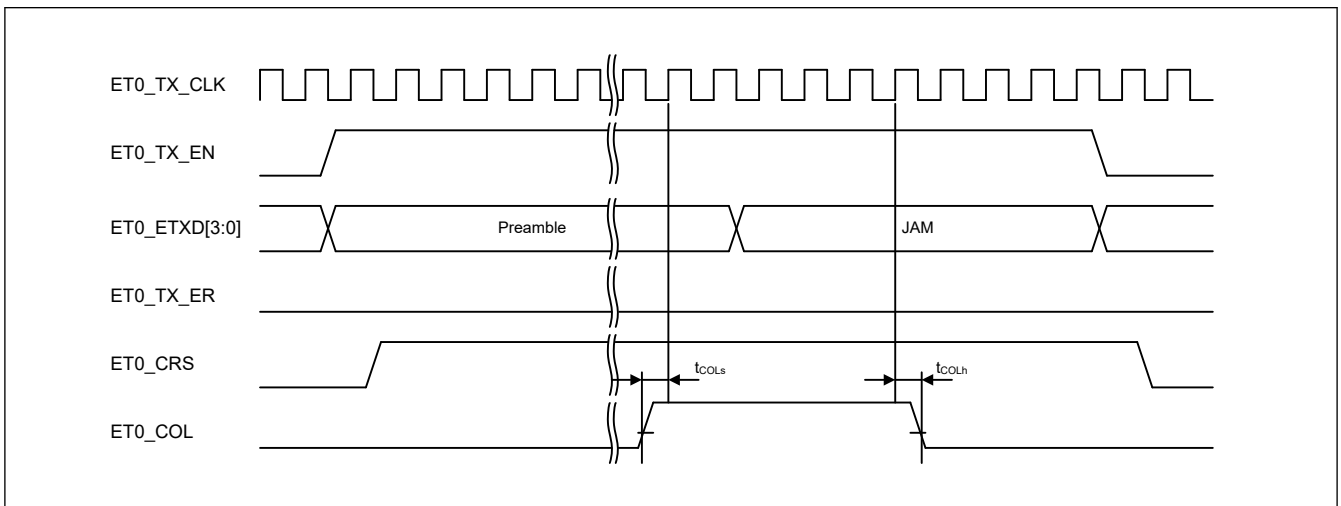 ET0_TX_CLK
ET0_TX_EN
ET0_ETXD[3:0]
Preamble
JAM
ET0_TX_ER
ET0_CRS
tCOLs
tCOLh
ET0_COL